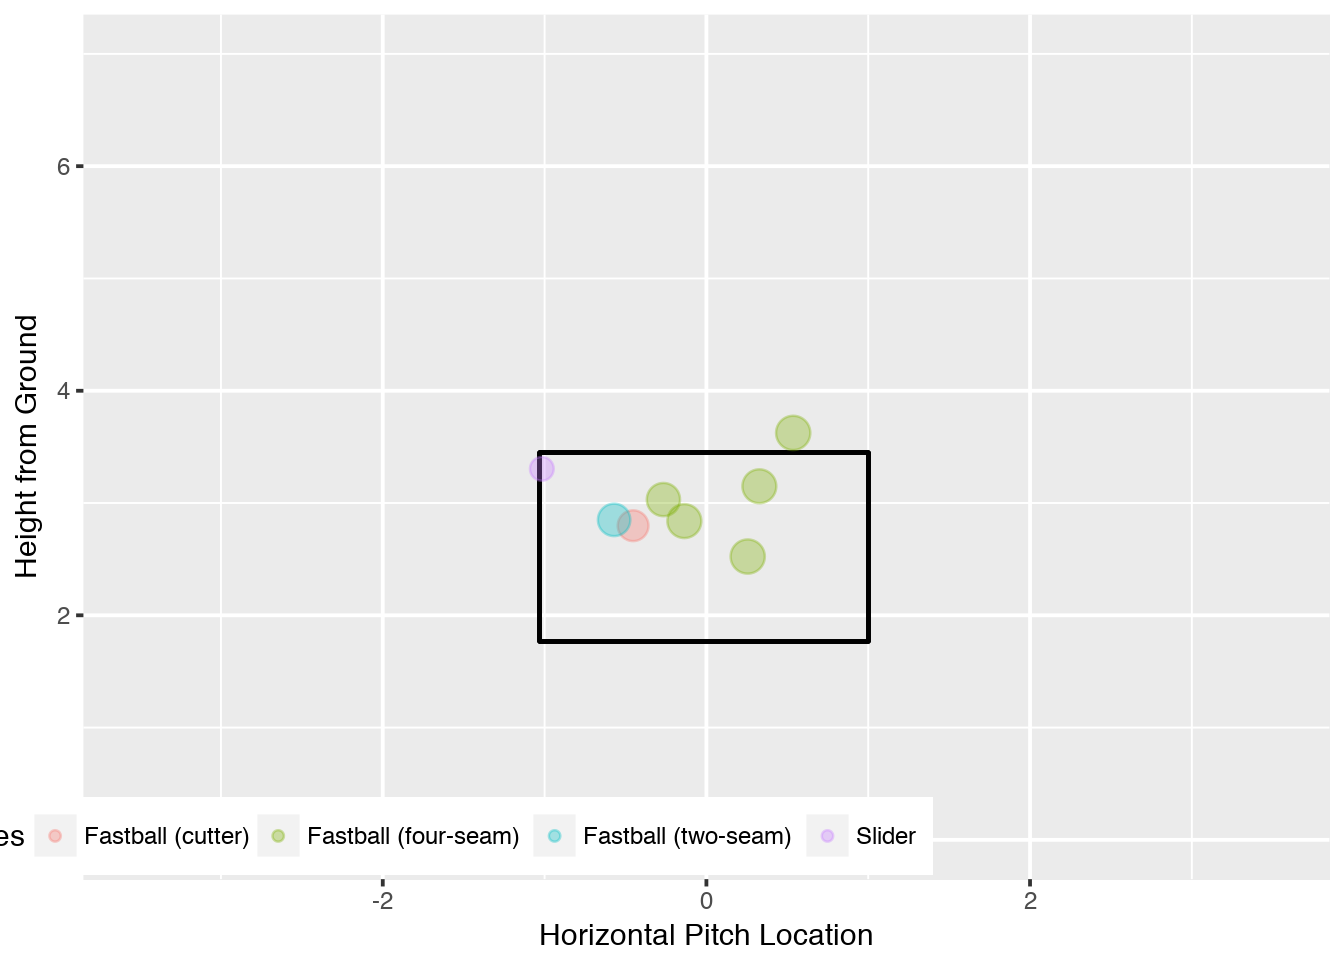 6
4
2
Height from Ground
es Fastball (cutter) Fastball (four-seam) Fastball (two-seam) Slider
-2 0 2
Horizontal Pitch Location